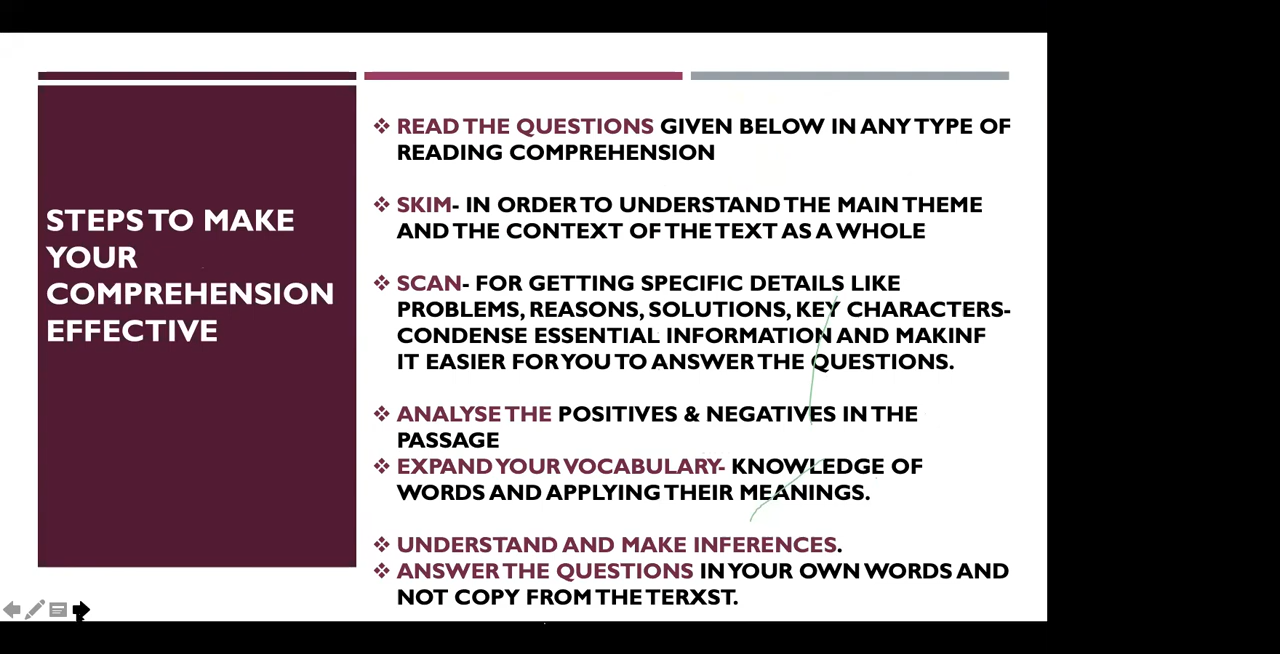 STEPS TO MAKE
YOUR
COMPREHENSION
EFFECTIVE
❖ READ THE QUESTIONS GIVEN BELOW IN ANY TYPE OF
READING COMPREHENSION
❖ SKIM- IN ORDER TO UNDERSTAND THE MAIN THEME
AND THE CONTEXT OF THE TEXT AS A WHOLE
❖ SCAN- FOR GETTING SPECIFIC DETAILS LIKE
PROBLEMS, REASONS, SOLUTIONS, KEY CHARACTERS-
CONDENSE ESSENTIAL INFORMATION AND MAKINF
IT EASIER FOR YOU TO ANSWER THE QUESTIONS.
❖ ANALYSE THE POSITIVES & NEGATIVES IN THE
PASSAGE
❖ EXPAND YOUR VOCABULARY- KNOWLEDGE OF
WORDS AND APPLYING THEIR MEANINGS.
❖ UNDERSTAND AND MAKE INFERENCES.
❖ ANSWER THE QUESTIONS IN YOUR OWN WORDS AND
NOT COPY FROM THE TERXST.